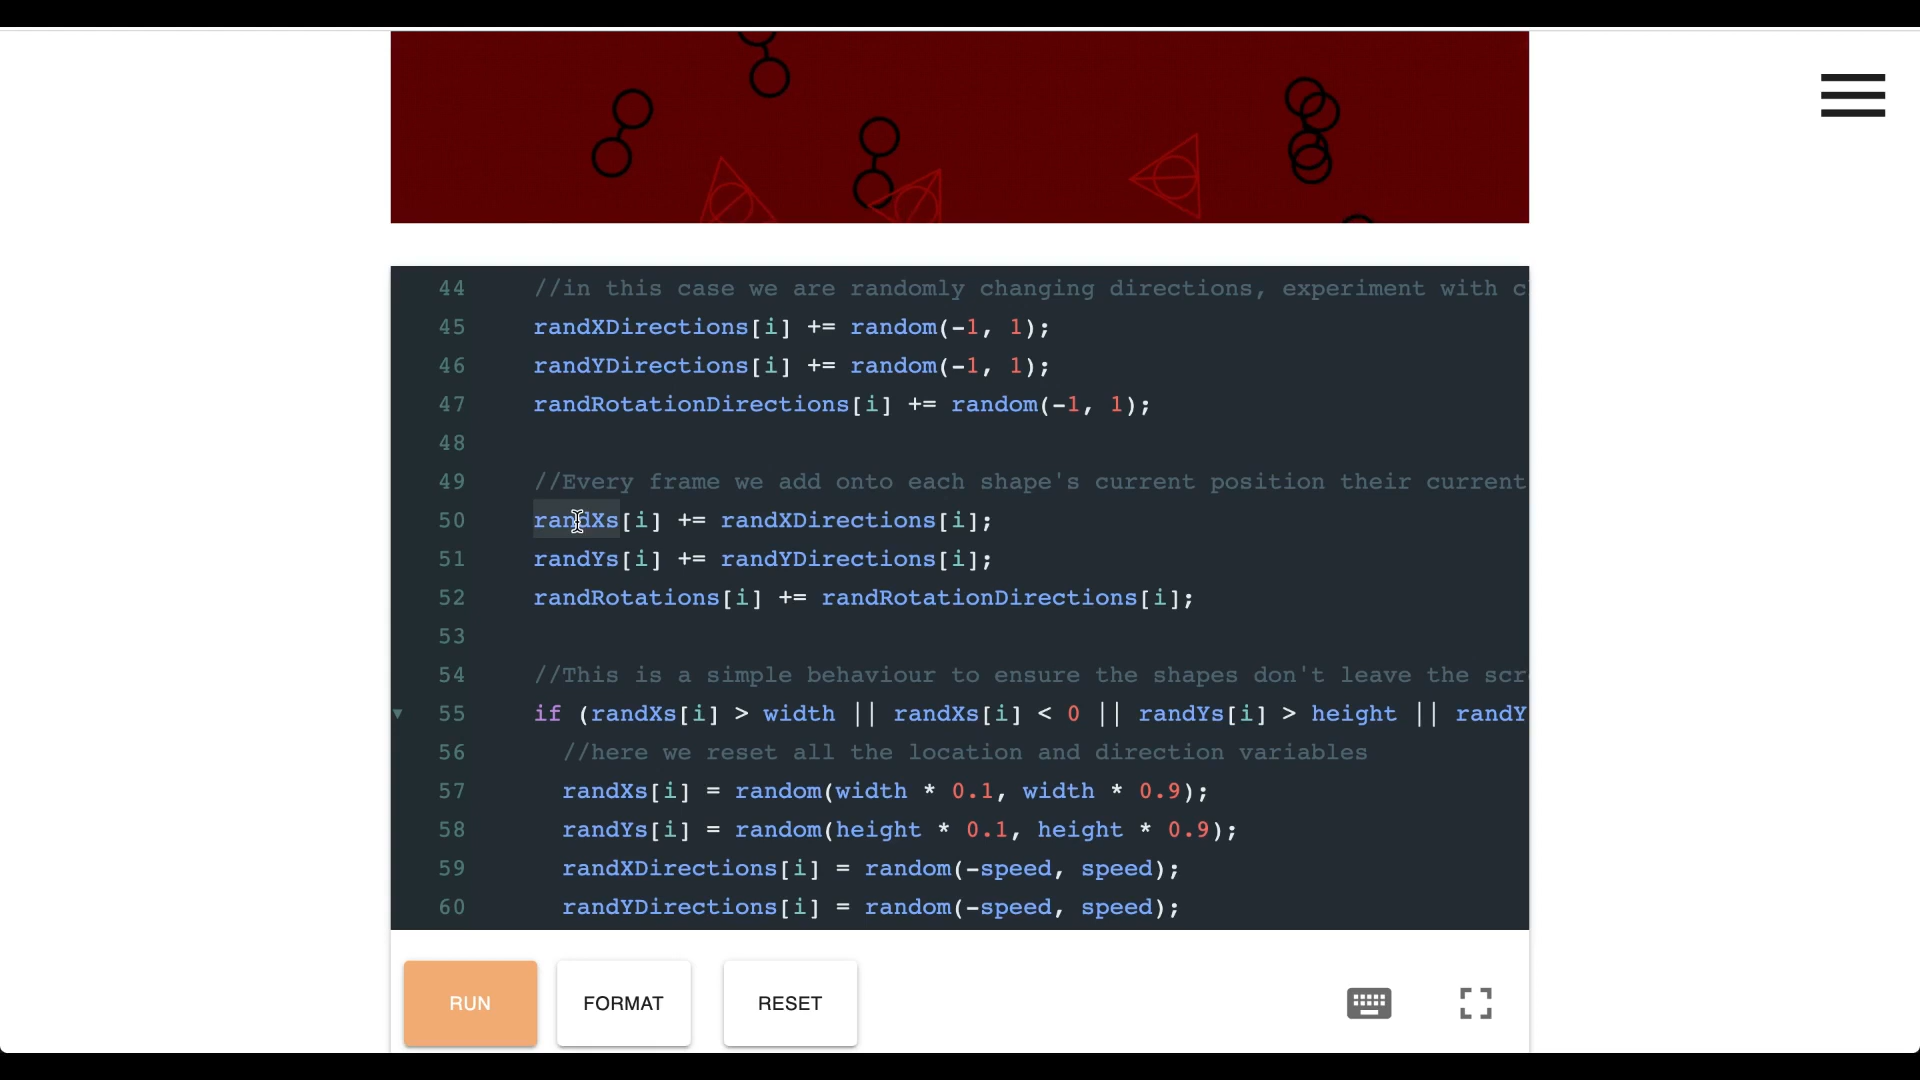 44 //in this case we are randomly changing directions, experiment with c
45 randXDirections[i] += random(-1, 1);
46 randYDirections[i] += random(-1, 1);
47 randRotationDirections[i] += random(-1, 1);
48
49 //Every frame we add onto each shape's current position their current
50 randXs[i] += randXDirections[i];
51 randYs[i] += randYDirections[i];
52 randRotations[i] += randRotationDirections[i];
53
54 //This is a simple behaviour to ensure the shapes don't leave the scr
55 if (randXs[i] > width || randXs[i] < 0 || randYs[i] > height || randY
56 //here we reset all the location and direction variables
57 randXs[i] = random(width * 0.1, width * 0.9);
58 randYs[i] = random(height * 0.1, height * 0.9);
59 randXDirections[i] = random(-speed, speed);
60 randYDirections[i] = random(-speed, speed);
RUN FORMAT RESET